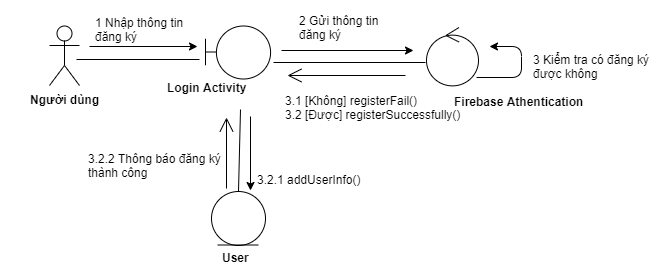 1 Nhập thông tin
đăng ký
2 Gửi thông tin
đăng ký
3 Kiểm tra có đăng ký
được không
Người dùng
Login Activity
3.1 [Không] registerFail()
3.2 [Được] registerSuccessfully()
Firebase Athentication
3.2.2 Thông báo đăng ký
thành công
3.2.1 addUserInfo()
User